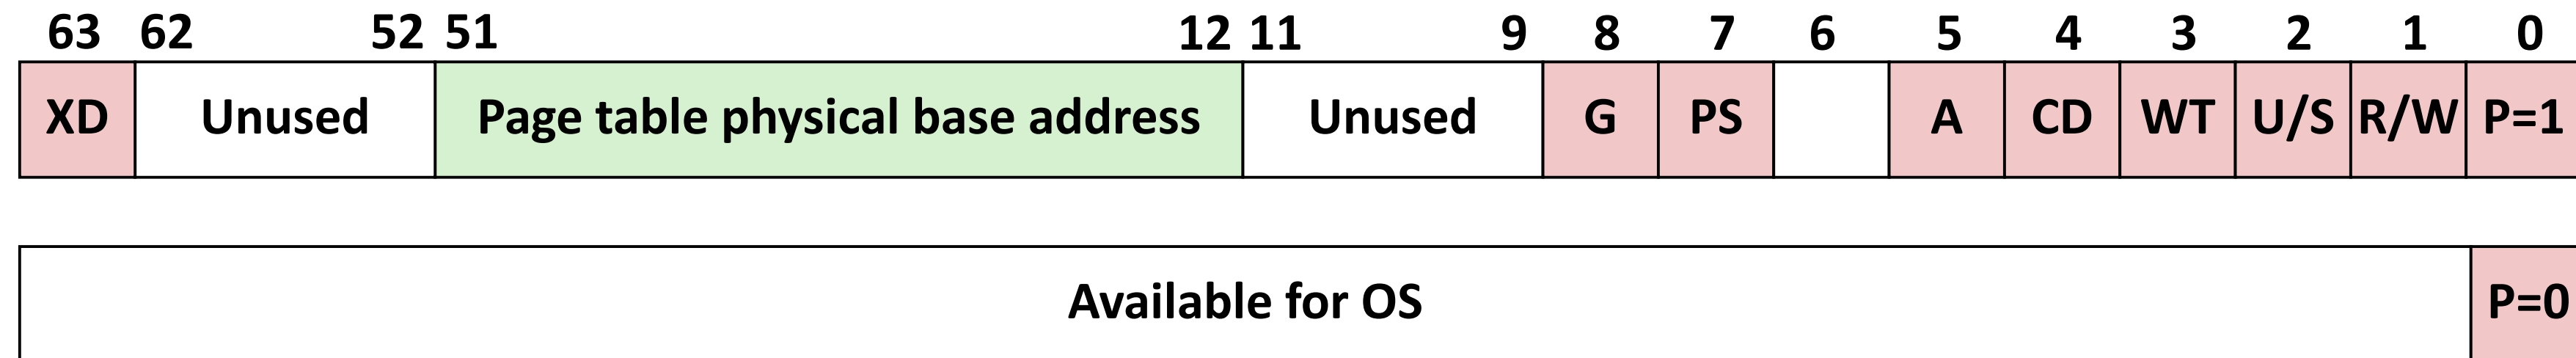 63 62 52 51 12 11 9 8 7 6 5 4 3 2 1 0
XD Unused Page table physical base address Unused G PS A CD WT U/S R/W P=1
Available for OS P=0